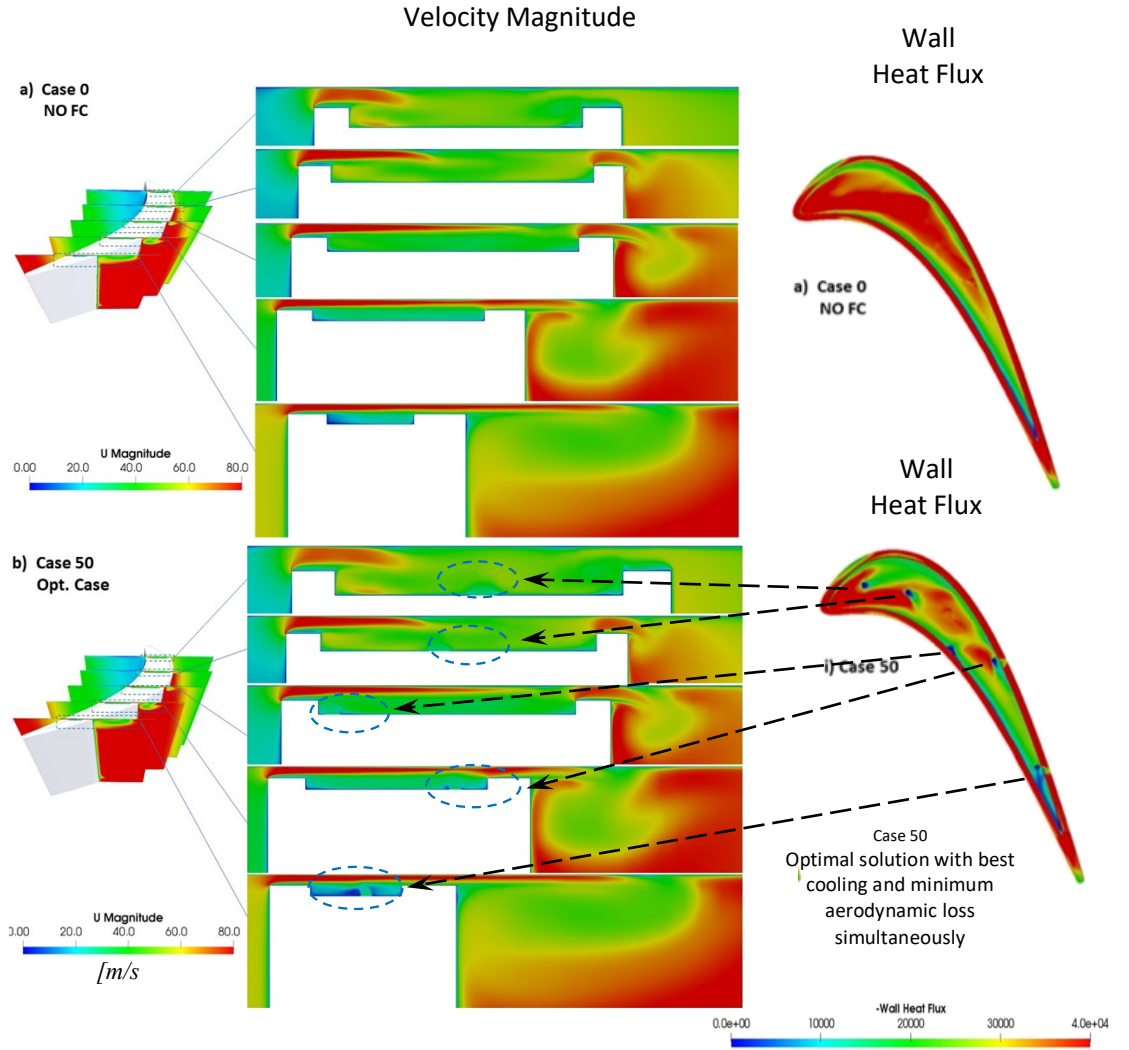 Velocity Magnitude
Wall
Heat Flux
a) Case 0
NO FC
a) Case 0
NO FC
U Magnitude
0.00 20.0 40.0 60.0 80.0
Wall
Heat Flux
b) Case 50
Opt. Case
i) Case 50
Case 50
Optimal solution with best
cooling and minimum
aerodynamic loss
simultaneously
U Magnitude
0.00 20.0 40.0 60.0 80.0
[m/s
-Wall Heat Flux
0.0e+00 10000 20000 30000 4.0e+04